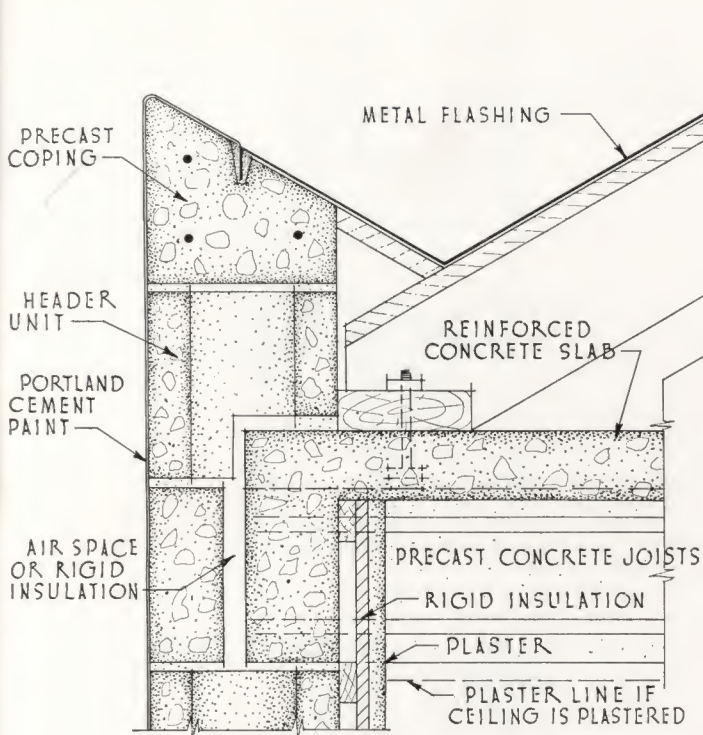 METAL FLASHING
PRECAST
COPING
HEADER
UNIT
REINFORCED
CONCRETE SLAB
PORTLAND
CEMENT
PAINT
AIR SPACE
OR RIGID
INSULATION
PRECAST CONCRETE JOISTS
RIGID INSULATION
PLASTER
PLASTER LINE IF
CEILING IS PLASTERED